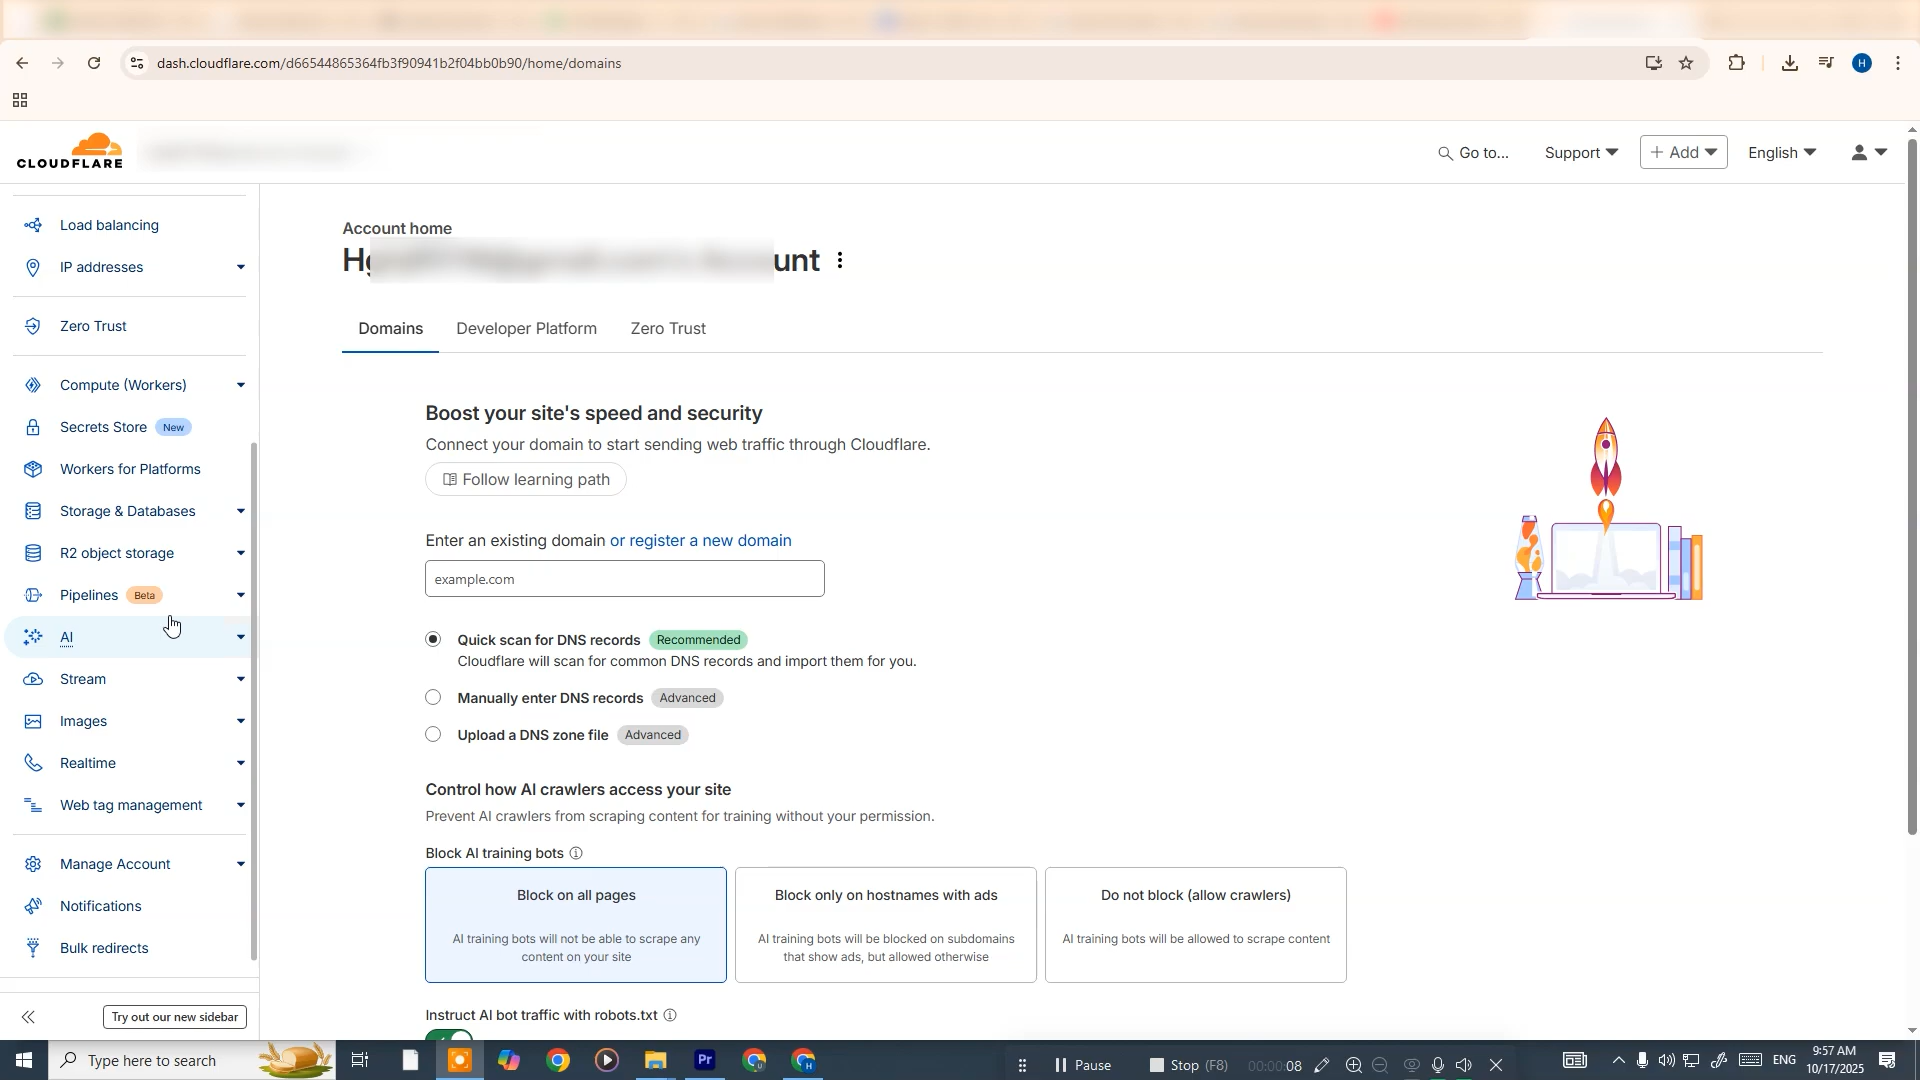 dash.cloudflare.com/d66544865364fb3f90941b2f04bb0b90/home/domains
H
CLOUDFLARE
Go to...
Support
+ Add
English
Load balancing
IP addresses
Zero Trust
Compute (Workers)
Secrets Store New
Workers for Platforms
Storage & Databases
R2 object storage
Pipelines Beta
AI
Stream
Images
Realtime
Web tag management
Manage Account
Notifications
Bulk redirects
Try out our new sidebar
Account home
Domains
Developer Platform
Zero Trust
Boost your site's speed and security
Connect your domain to start sending web traffic through Cloudflare.
Follow learning path
Enter an existing domain or register a new domain
example.com
Quick scan for DNS records Recommended
Cloudflare will scan for common DNS records and import them for you.
Manually enter DNS records Advanced
Upload a DNS zone file Advanced
Control how AI crawlers access your site
Prevent AI crawlers from scraping content for training without your permission.
Block AI training bots
Block on all pages
AI training bots will not be able to scrape any
content on your site
Block only on hostnames with ads
AI training bots will be blocked on subdomains
that show ads, but allowed otherwise
Do not block (allow crawlers)
AI training bots will be allowed to scrape content
Instruct AI bot traffic with robots.txt
Type here to search
Pr
U
H
Pause
Stop (F8)
00:00:08
ENG
9:57 AM
10/17/2025